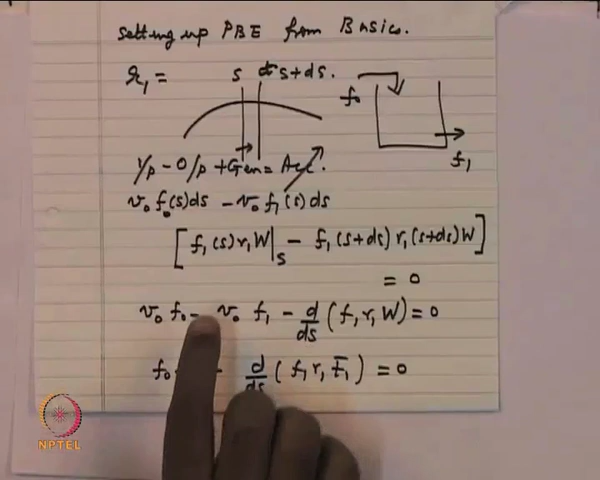 Setting up PBE from Basics.
r₁ = s s+ds. f₀
f₁
I/p - O/p + Gen = Acc.
v₀ f₀(s)ds - v₀ f₁(s) ds
[f₁(s) r₁ W|s - f₁(s+ds) r₁(s+ds) W]
= 0
v₀ f₀ - v₀ f₁ - d/ds (f₁ r₁ W) = 0
f₀ - d/ds (f₁ r₁ t̄₁) = 0
NPTEL